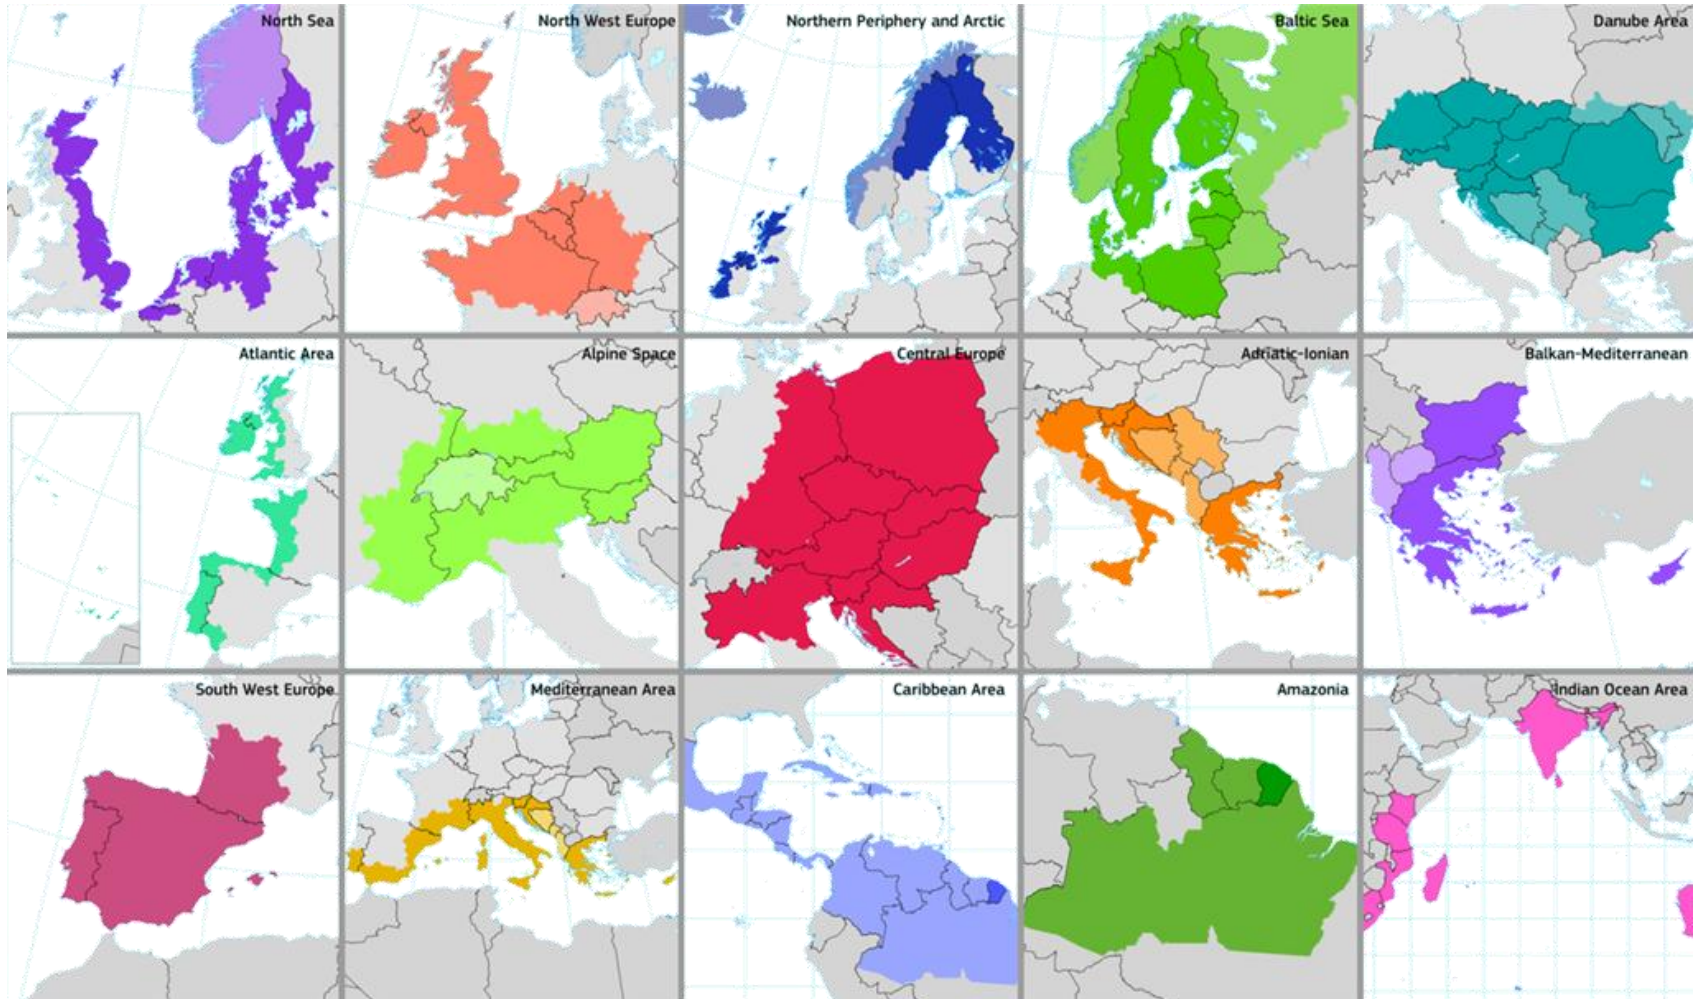 North Sea
North West Europe
Northern Periphery and Arctic
Baltic Sea
Danube Area
Atlantic Area
Alpine Space
Central Europe
Adriatic-Ionian
Balkan-Mediterranean
South West Europe
Mediterranean Area
Caribbean Area
Amazonia
Indian Ocean Area